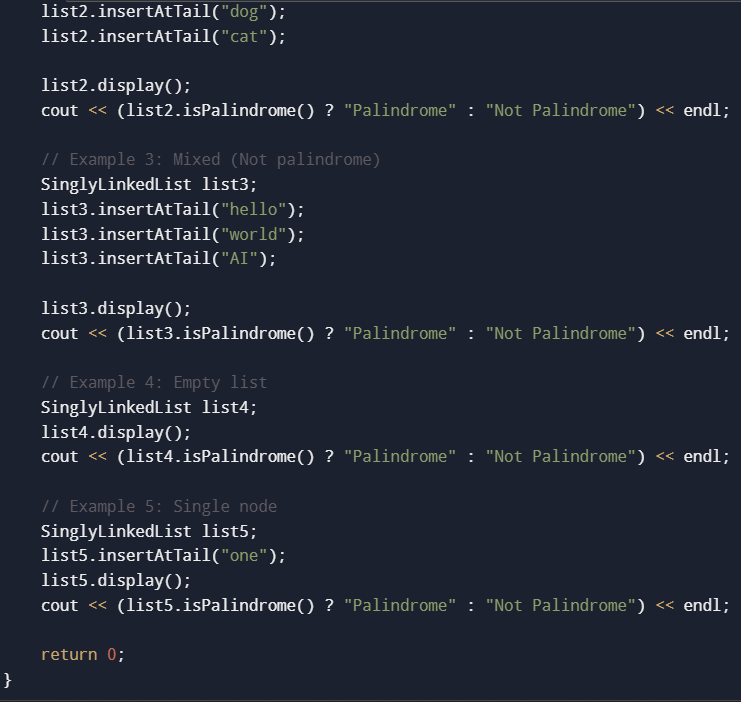 list2.insertAtTail("dog");
list2.insertAtTail("cat");
list2.display();
cout << (list2.isPalindrome() ? "Palindrome" : "Not Palindrome") << endl;
// Example 3: Mixed (Not palindrome)
SinglyLinkedList list3;
list3.insertAtTail("hello");
list3.insertAtTail("world");
list3.insertAtTail("AI");
list3.display();
cout << (list3.isPalindrome() ? "Palindrome" : "Not Palindrome") << endl;
// Example 4: Empty list
SinglyLinkedList list4;
list4.display();
cout << (list4.isPalindrome() ? "Palindrome" : "Not Palindrome") << endl;
// Example 5: Single node
SinglyLinkedList list5;
list5.insertAtTail("one");
list5.display();
cout << (list5.isPalindrome() ? "Palindrome" : "Not Palindrome") << endl;
return 0;
}